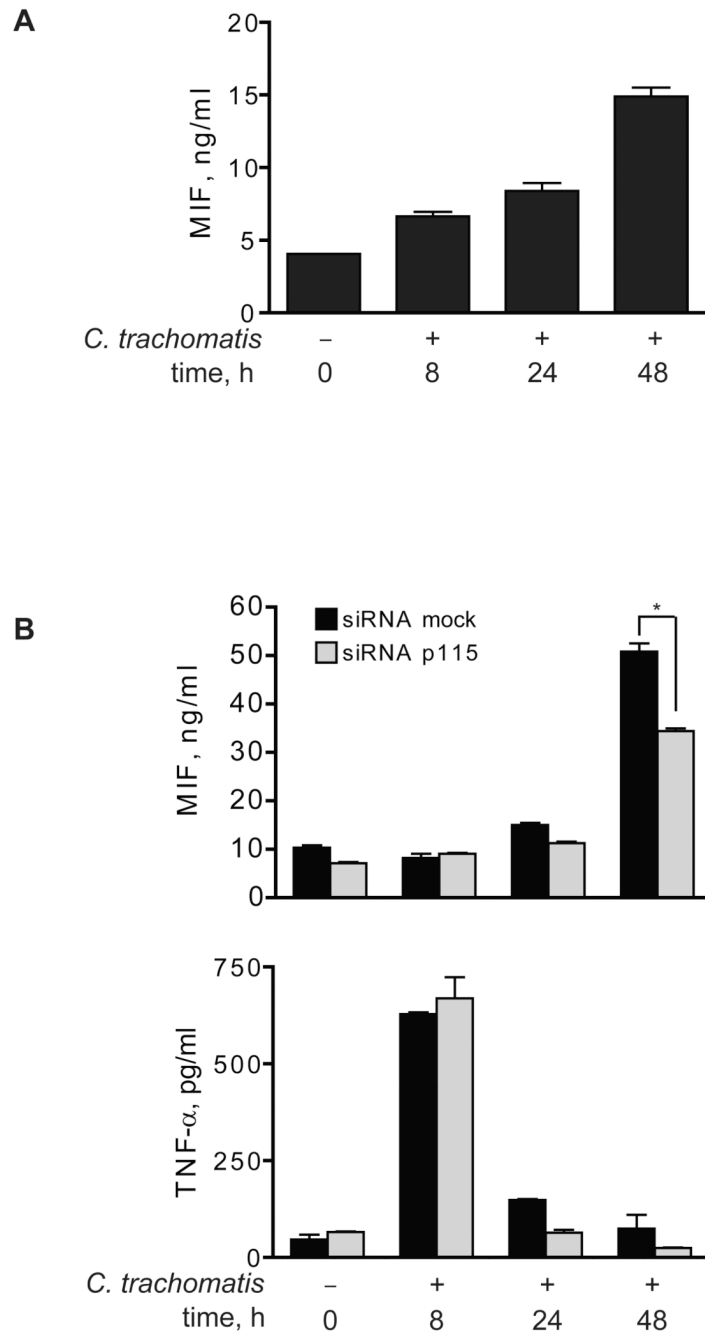 A
MIF, ng/ml
20
15
10
5
0
C. trachomatis – + + +
time, h 0 8 24 48
B
MIF, ng/ml
60
50
40
30
20
10
0
siRNA mock
siRNA p115
*
TNF-α, pg/ml
750
500
250
0
C. trachomatis – + + +
time, h 0 8 24 48